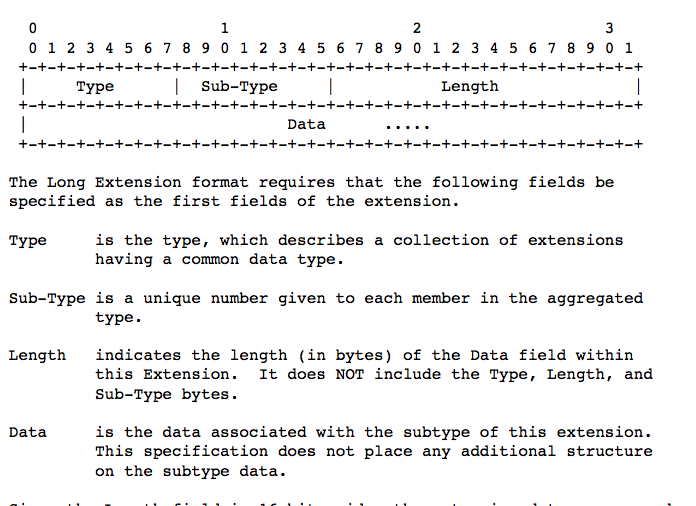 0                   1                   2                   3
0 1 2 3 4 5 6 7 8 9 0 1 2 3 4 5 6 7 8 9 0 1 2 3 4 5 6 7 8 9 0 1
+-+-+-+-+-+-+-+-+-+-+-+-+-+-+-+-+-+-+-+-+-+-+-+-+-+-+-+-+-+-+-+-+
|     Type      |  Sub-Type     |           Length              |
+-+-+-+-+-+-+-+-+-+-+-+-+-+-+-+-+-+-+-+-+-+-+-+-+-+-+-+-+-+-+-+-+
|                           Data      .....
+-+-+-+-+-+-+-+-+-+-+-+-+-+-+-+-+-+-+-+-+-+-+-+-+-+-+-+-+-+-+-+-+
The Long Extension format requires that the following fields be
specified as the first fields of the extension.
Type     is the type, which describes a collection of extensions
having a common data type.
Sub-Type is a unique number given to each member in the aggregated
type.
Length   indicates the length (in bytes) of the Data field within
this Extension.  It does NOT include the Type, Length, and
Sub-Type bytes.
Data     is the data associated with the subtype of this extension.
This specification does not place any additional structure
on the subtype data.